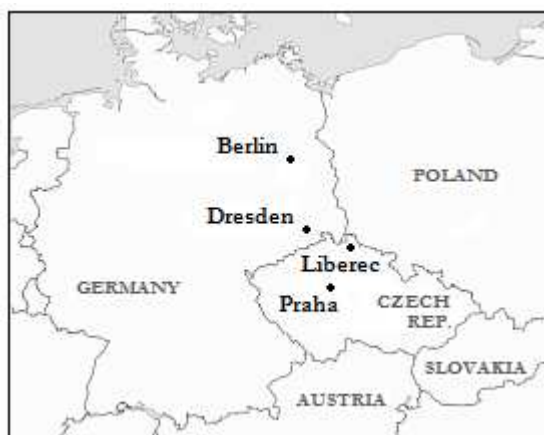 Berlin
POLAND
Dresden
Liberec
GERMANY
Praha
CZECH
REP.
SLOVAKIA
AUSTRIA